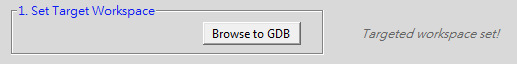 1. Set Target Workspace
Browse to GDB
Targeted workspace set!